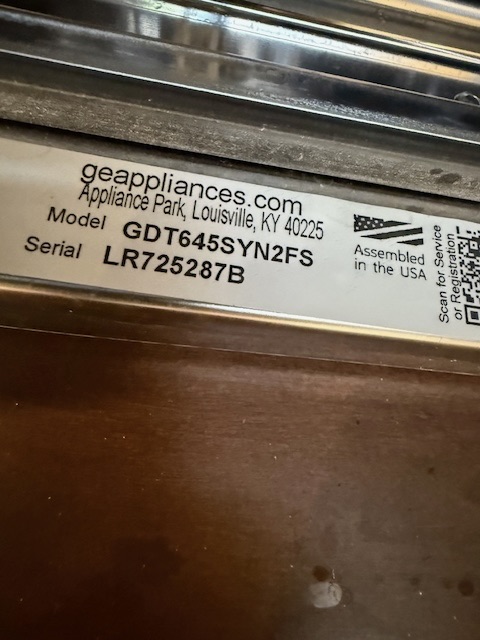 geappliances.com
Appliance Park, Louisville, KY 40225
Model GDT645SYN2FS
Serial LR725287B
Assembled
in the USA
Scan for Service
or Registration